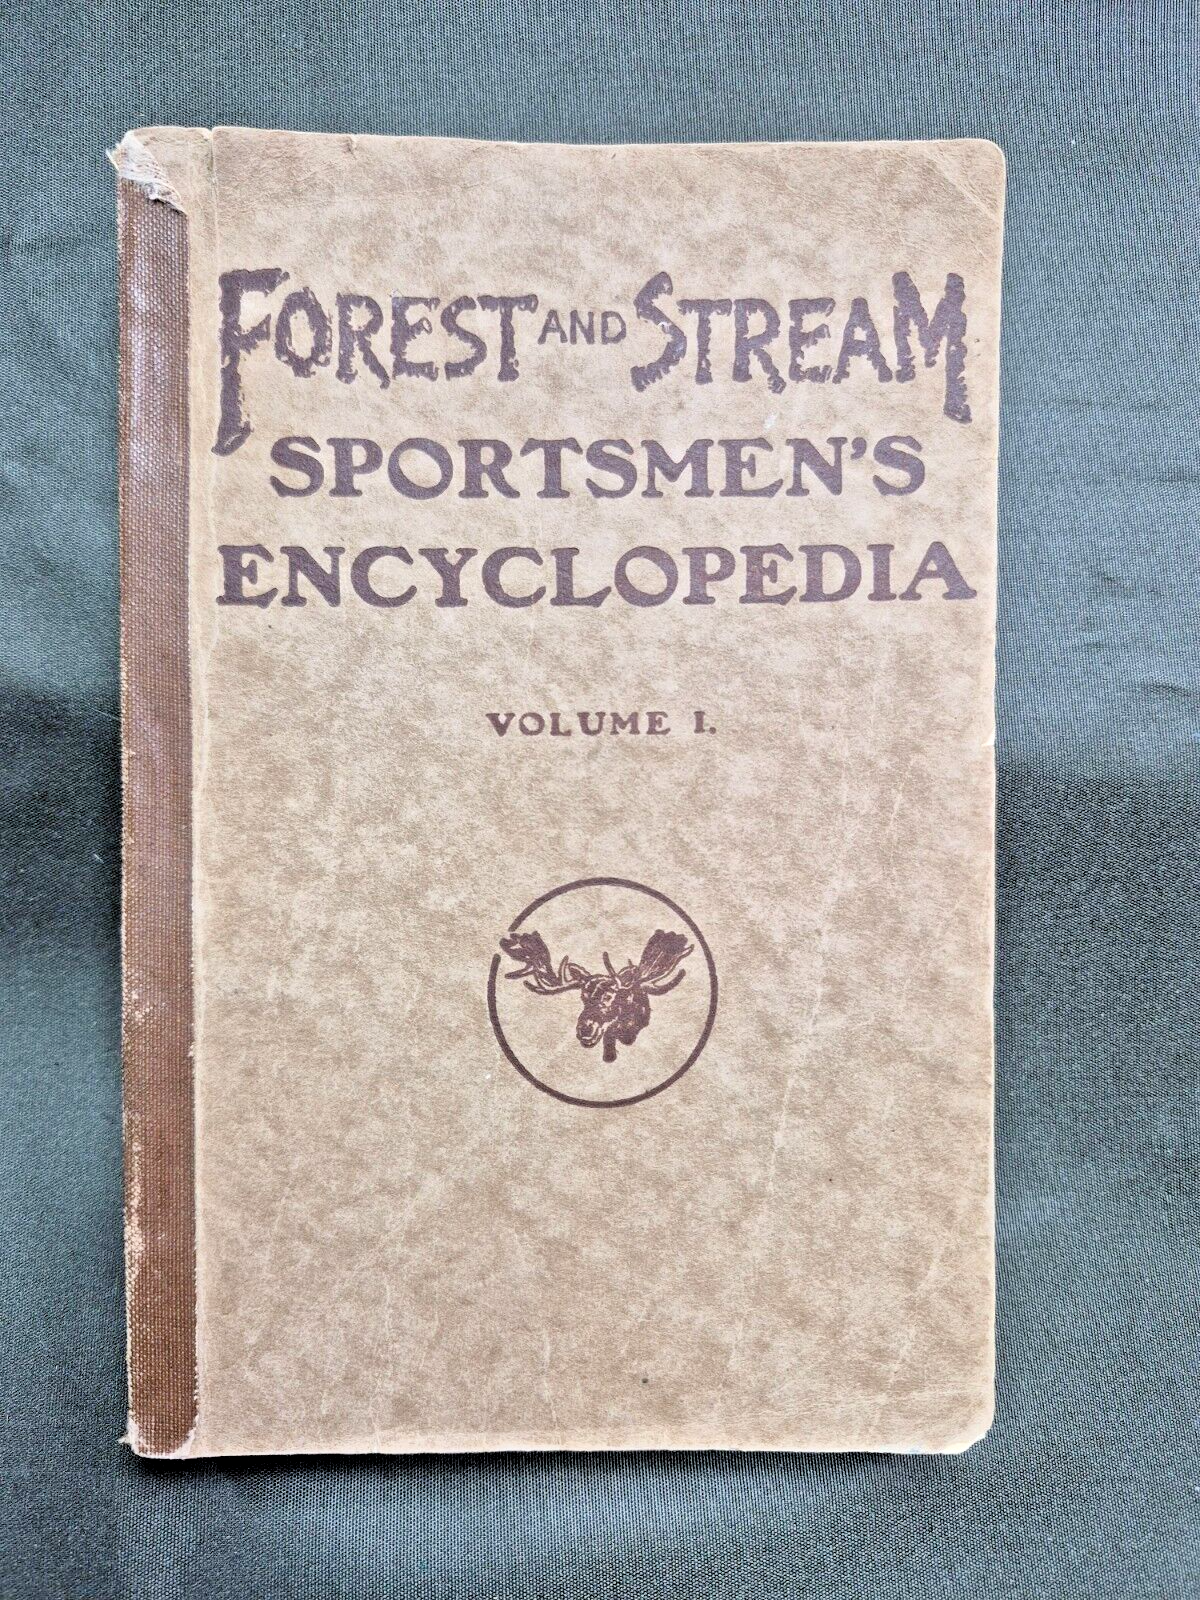 FOREST AND STREAM
SPORTSMEN'S
ENCYCLOPEDIA
VOLUME I.